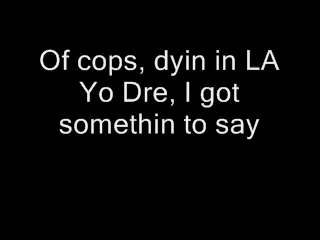 Of cops, dyin in LA
Yo Dre, I got
somethin to say